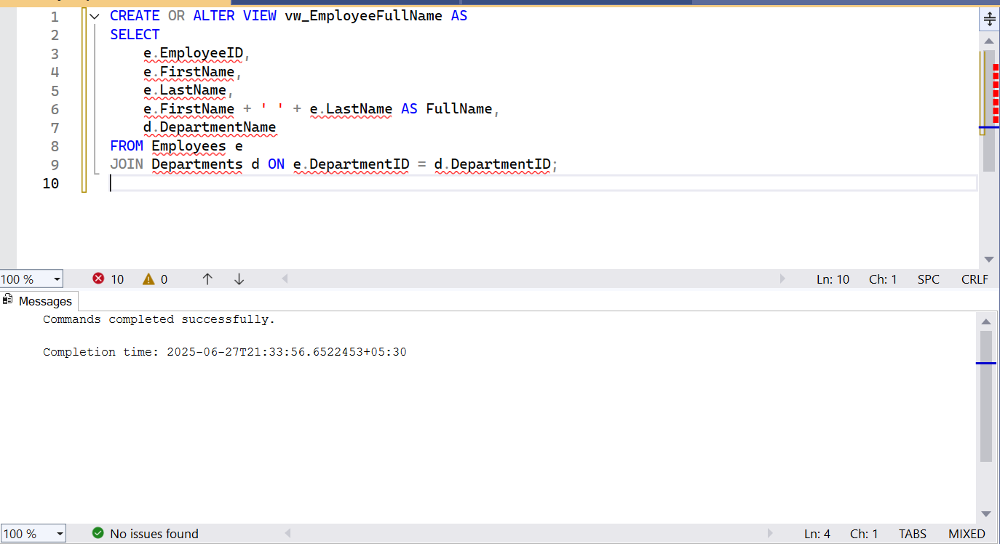 1 CREATE OR ALTER VIEW vw_EmployeeFullName AS
2 SELECT
3 e.EmployeeID,
4 e.FirstName,
5 e.LastName,
6 e.FirstName + ' ' + e.LastName AS FullName,
7 d.DepartmentName
8 FROM Employees e
9 JOIN Departments d ON e.DepartmentID = d.DepartmentID;
10
100 % 10 0 Ln: 10 Ch: 1 SPC CRLF
Messages
Commands completed successfully.
Completion time: 2025-06-27T21:33:56.6522453+05:30
100 % No issues found Ln: 4 Ch: 1 TABS MIXED